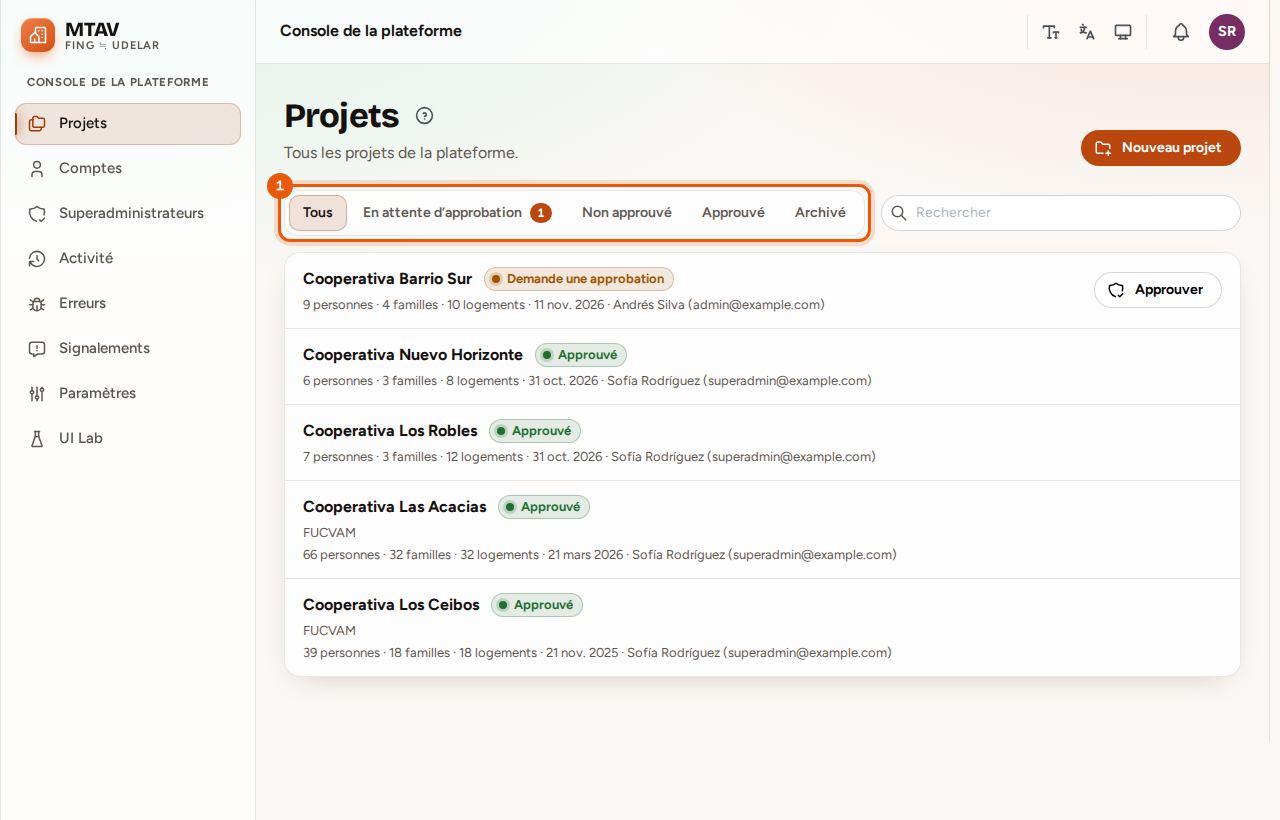 MTAV
FING ≒ UDELAR
CONSOLE DE LA PLATEFORME
Projets
Comptes
Superadministrateurs
Activité
Erreurs
Signalements
Paramètres
UI Lab
Console de la plateforme
SR
Projets
Tous les projets de la plateforme.
Nouveau projet
1
Tous En attente d’approbation 1 Non approuvé Approuvé Archivé
Rechercher
Cooperativa Barrio Sur Demande une approbation
9 personnes · 4 familles · 10 logements · 11 nov. 2026 · Andrés Silva (admin@example.com)
Approuver
Cooperativa Nuevo Horizonte Approuvé
6 personnes · 3 familles · 8 logements · 31 oct. 2026 · Sofía Rodríguez (superadmin@example.com)
Cooperativa Los Robles Approuvé
7 personnes · 3 familles · 12 logements · 31 oct. 2026 · Sofía Rodríguez (superadmin@example.com)
Cooperativa Las Acacias Approuvé
FUCVAM
66 personnes · 32 familles · 32 logements · 21 mars 2026 · Sofía Rodríguez (superadmin@example.com)
Cooperativa Los Ceibos Approuvé
FUCVAM
39 personnes · 18 familles · 18 logements · 21 nov. 2025 · Sofía Rodríguez (superadmin@example.com)